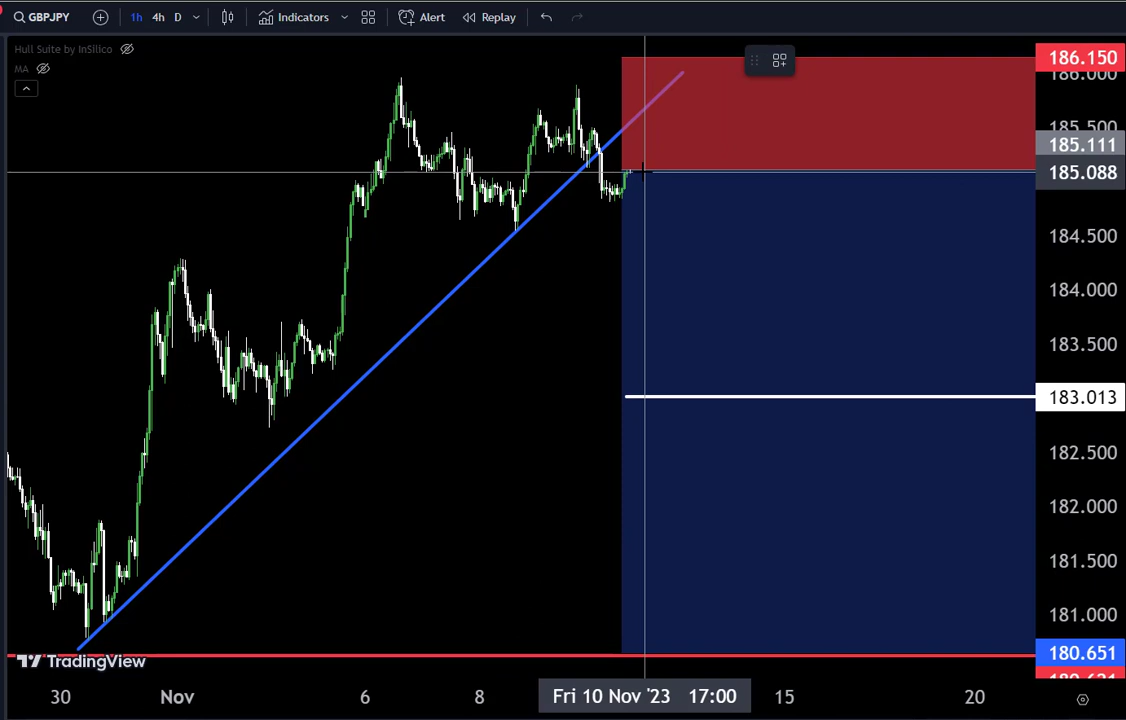 GBPJPY 1h 4h D Indicators Alert Replay
Hull Suite by InSilico
MA
186.150
186.000
185.500
185.111
185.088
184.500
184.000
183.500
183.013
182.500
182.000
181.500
181.000
180.651
TradingView
30 Nov 6 8 Fri 10 Nov '23 17:00 15 20